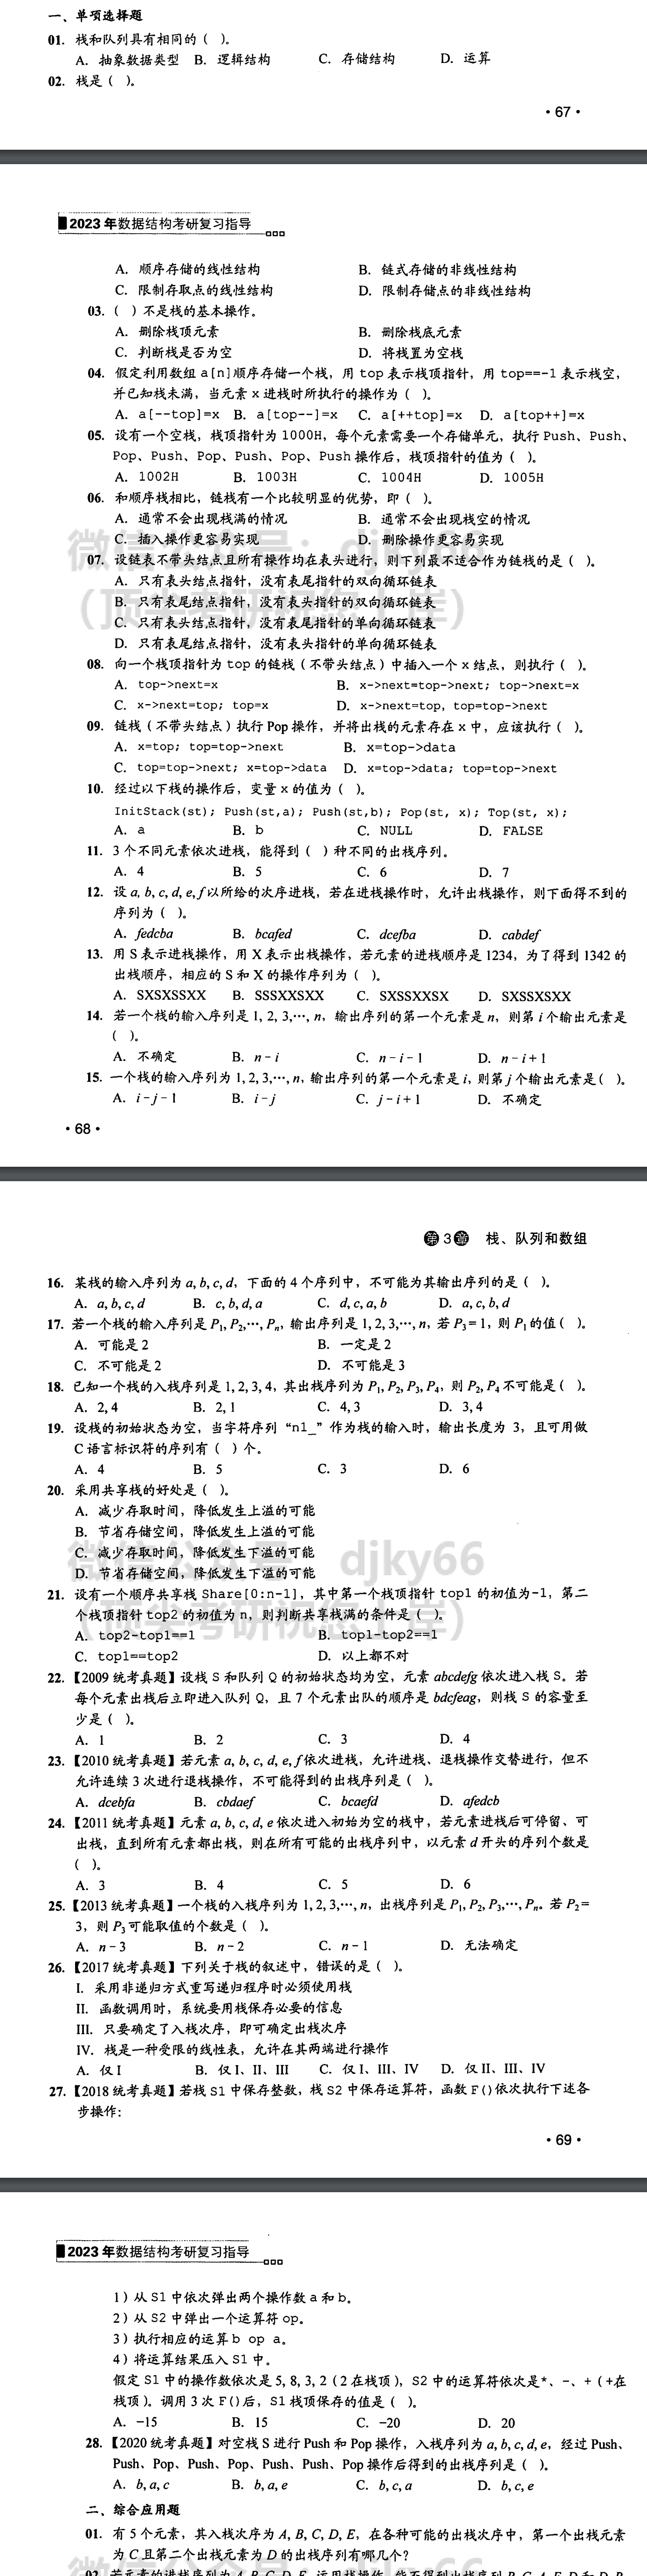 一、单项选择题
01. 栈和队列具有相同的（ ）。
A. 抽象数据类型 B. 逻辑结构 C. 存储结构 D. 运算
02. 栈是（ ）。
• 67 •
2023 年数据结构考研复习指导
A. 顺序存储的线性结构 B. 链式存储的非线性结构
C. 限制存取点的线性结构 D. 限制存储点的非线性结构
03.（ ）不是栈的基本操作。
A. 删除栈顶元素 B. 删除栈底元素
C. 判断栈是否为空 D. 将栈置为空栈
04. 假定利用数组 a[n]顺序存储一个栈，用 top 表示栈顶指针，用 top==-1 表示栈空，
并已知栈未满，当元素 x 进栈时所执行的操作为（ ）。
A. a[--top]=x B. a[top--]=x C. a[++top]=x D. a[top++]=x
05. 设有一个空栈，栈顶指针为 1000H，每个元素需要一个存储单元，执行 Push、Push、
Pop、Push、Pop、Push、Pop、Push 操作后，栈顶指针的值为（ ）。
A. 1002H B. 1003H C. 1004H D. 1005H
06. 和顺序栈相比，链栈有一个比较明显的优势，即（ ）。
A. 通常不会出现栈满的情况 B. 通常不会出现栈空的情况
C. 插入操作更容易实现 D. 删除操作更容易实现
07. 设链表不带头结点且所有操作均在表头进行，则下列最不适合作为链栈的是（ ）。
A. 只有表头结点指针，没有表尾指针的双向循环链表
B. 只有表尾结点指针，没有表头指针的双向循环链表
C. 只有表头结点指针，没有表尾指针的单向循环链表
D. 只有表尾结点指针，没有表头指针的单向循环链表
08. 向一个栈顶指针为 top 的链栈（不带头结点）中插入一个 x 结点，则执行（ ）。
A. top->next=x B. x->next=top->next; top->next=x
C. x->next=top; top=x D. x->next=top, top=top->next
09. 链栈（不带头结点）执行 Pop 操作，并将出栈的元素存在 x 中，应该执行（ ）。
A. x=top; top=top->next B. x=top->data
C. top=top->next; x=top->data D. x=top->data; top=top->next
10. 经过以下栈的操作后，变量 x 的值为（ ）。
InitStack(st); Push(st,a); Push(st,b); Pop(st, x); Top(st, x);
A. a B. b C. NULL D. FALSE
11. 3 个不同元素依次进栈，能得到（ ）种不同的出栈序列。
A. 4 B. 5 C. 6 D. 7
12. 设 a, b, c, d, e, f 以所给的次序进栈，若在进栈操作时，允许出栈操作，则下面得不到的
序列为（ ）。
A. fedcba B. bcafed C. dcefba D. cabdef
13. 用 S 表示进栈操作，用 X 表示出栈操作，若元素的进栈顺序是 1234，为了得到 1342 的
出栈顺序，相应的 S 和 X 的操作序列为（ ）。
A. SXSXSSXX B. SSSXXSXX C. SXSSXXSX D. SXSSXSXX
14. 若一个栈的输入序列是 1, 2, 3,⋯, n，输出序列的第一个元素是 n，则第 i 个输出元素是
（ ）。
A. 不确定 B. n − i C. n − i − 1 D. n − i + 1
15. 一个栈的输入序列为 1, 2, 3,⋯, n，输出序列的第一个元素是 i，则第 j 个输出元素是（ ）。
A. i − j − 1 B. i − j C. j − i + 1 D. 不确定
• 68 •
第 3 章 栈、队列和数组
16. 某栈的输入序列为 a, b, c, d，下面的 4 个序列中，不可能为其输出序列的是（ ）。
A. a, b, c, d B. c, b, d, a C. d, c, a, b D. a, c, b, d
17. 若一个栈的输入序列是 P1, P2,⋯, Pn，输出序列是 1, 2, 3,⋯, n，若 P3 = 1，则 P1 的值（ ）。
A. 可能是 2 B. 一定是 2
C. 不可能是 2 D. 不可能是 3
18. 已知一个栈的入栈序列是 1, 2, 3, 4，其出栈序列为 P1, P2, P3, P4，则 P2, P4 不可能是（ ）。
A. 2, 4 B. 2, 1 C. 4, 3 D. 3, 4
19. 设栈的初始状态为空，当字符序列“n1_”作为栈的输入时，输出长度为 3，且可用做
C 语言标识符的序列有（ ）个。
A. 4 B. 5 C. 3 D. 6
20. 采用共享栈的好处是（ ）。
A. 减少存取时间，降低发生上溢的可能
B. 节省存储空间，降低发生上溢的可能
C. 减少存取时间，降低发生下溢的可能
D. 节省存储空间，降低发生下溢的可能
21. 设有一个顺序共享栈 Share[0:n-1]，其中第一个栈顶指针 top1 的初值为-1，第二
个栈顶指针 top2 的初值为 n，则判断共享栈满的条件是（ ）。
A. top2-top1==1 B. top1-top2==1
C. top1==top2 D. 以上都不对
22.【2009 统考真题】设栈 S 和队列 Q 的初始状态均为空，元素 abcdefg 依次进入栈 S。若
每个元素出栈后立即进入队列 Q，且 7 个元素出队的顺序是 bdcfeag，则栈 S 的容量至
少是（ ）。
A. 1 B. 2 C. 3 D. 4
23.【2010 统考真题】若元素 a, b, c, d, e, f 依次进栈，允许进栈、退栈操作交替进行，但不
允许连续 3 次进行退栈操作，不可能得到的出栈序列是（ ）。
A. dcebfa B. cbdaef C. bcaefd D. afedcb
24.【2011 统考真题】元素 a, b, c, d, e 依次进入初始为空的栈中，若元素进栈后可停留、可
出栈，直到所有元素都出栈，则在所有可能的出栈序列中，以元素 d 开头的序列个数是
（ ）。
A. 3 B. 4 C. 5 D. 6
25.【2013 统考真题】一个栈的入栈序列为 1, 2, 3,⋯, n，出栈序列是 P1, P2, P3,⋯, Pn。若 P2 =
3，则 P3 可能取值的个数是（ ）。
A. n − 3 B. n − 2 C. n − 1 D. 无法确定
26.【2017 统考真题】下列关于栈的叙述中，错误的是（ ）。
I. 采用非递归方式重写递归程序时必须使用栈
II. 函数调用时，系统要用栈保存必要的信息
III. 只要确定了入栈次序，即可确定出栈次序
IV. 栈是一种受限的线性表，允许在其两端进行操作
A. 仅 I B. 仅 I、II、III C. 仅 I、III、IV D. 仅 II、III、IV
27.【2018 统考真题】若栈 S1 中保存整数，栈 S2 中保存运算符，函数 F()依次执行下述各
步操作：
• 69 •
2023 年数据结构考研复习指导
1）从 S1 中依次弹出两个操作数 a 和 b。
2）从 S2 中弹出一个运算符 op。
3）执行相应的运算 b op a。
4）将运算结果压入 S1 中。
假定 S1 中的操作数依次是 5, 8, 3, 2（2 在栈顶），S2 中的运算符依次是*、-、+（+在
栈顶）。调用 3 次 F()后，S1 栈顶保存的值是（ ）。
A. −15 B. 15 C. −20 D. 20
28.【2020 统考真题】对空栈 S 进行 Push 和 Pop 操作，入栈序列为 a, b, c, d, e，经过 Push、
Push、Pop、Push、Pop、Push、Push、Pop 操作后得到的出栈序列是（ ）。
A. b, a, c B. b, a, e C. b, c, a D. b, c, e
二、综合应用题
01. 有 5 个元素，其入栈次序为 A, B, C, D, E，在各种可能的出栈次序中，第一个出栈元素
为 C 且第二个出栈元素为 D 的出栈序列有哪几个？